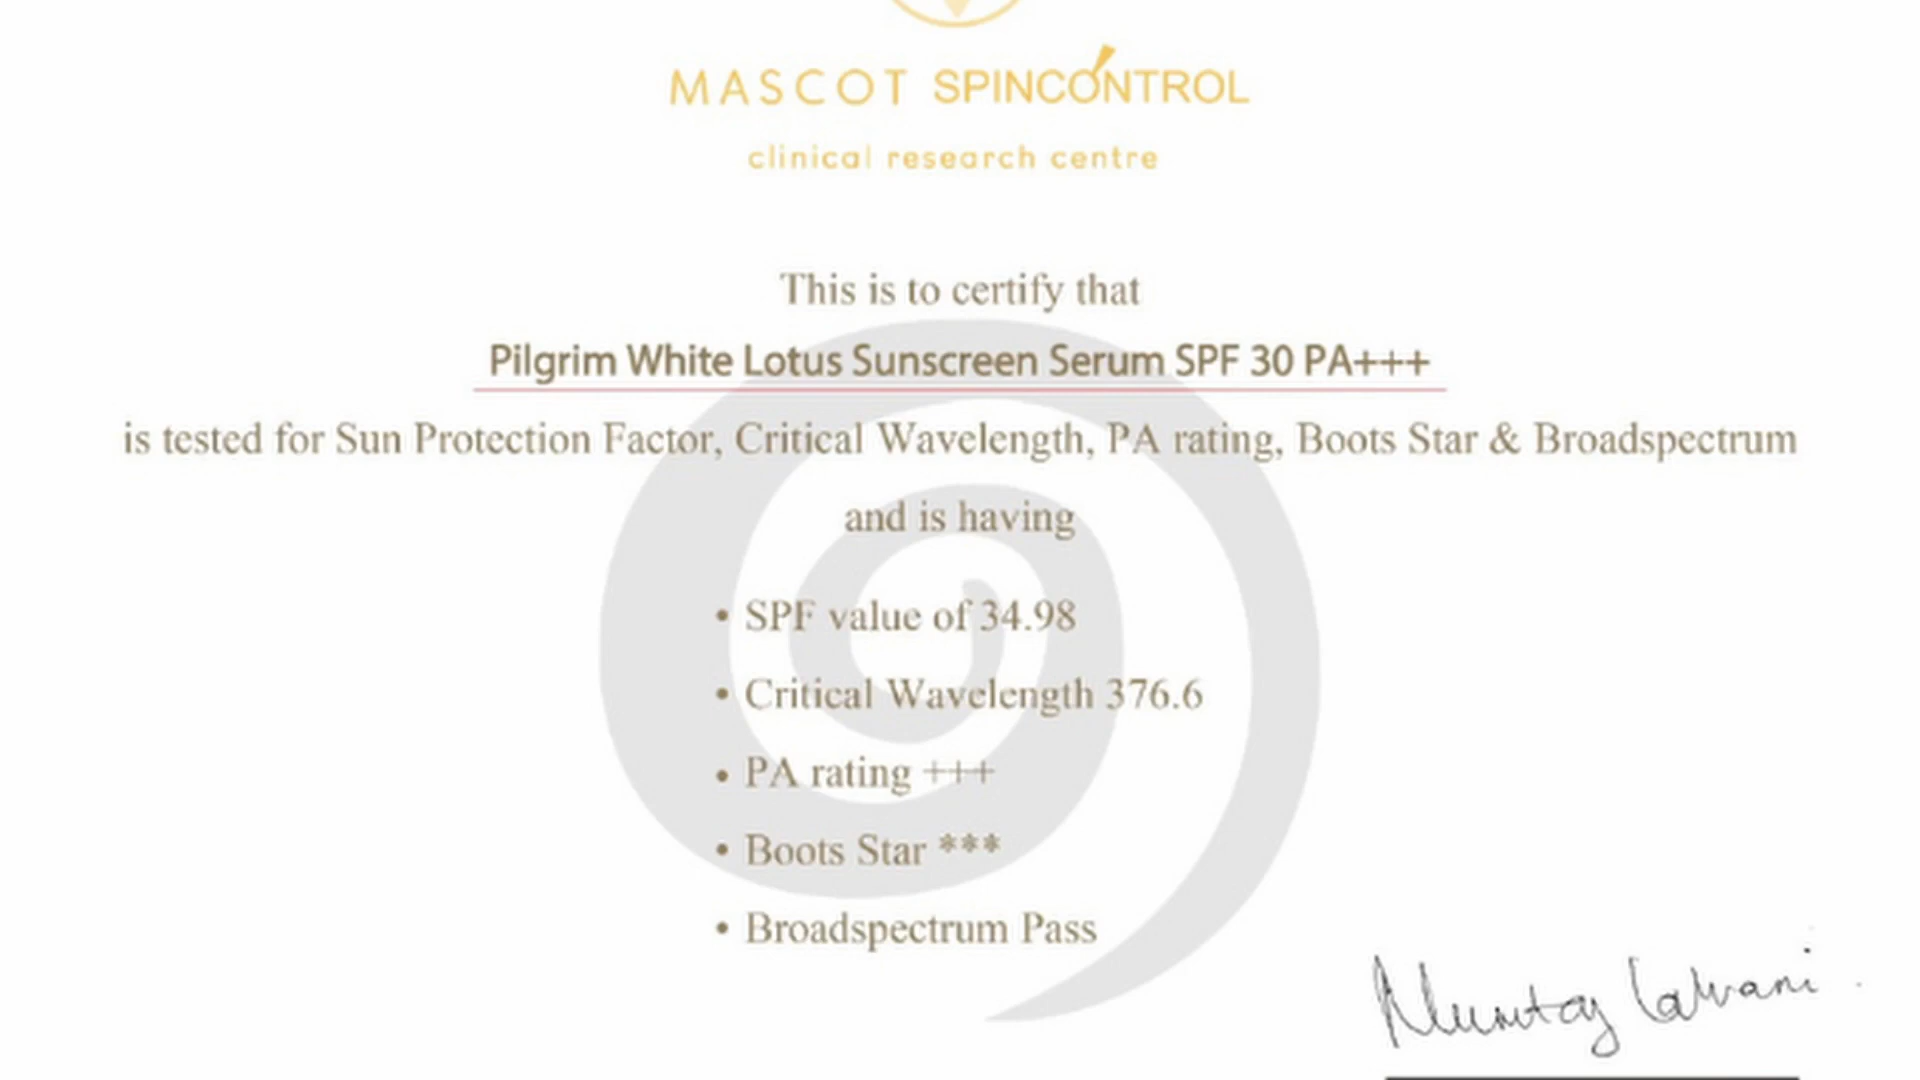 MASCOT SPINCONTROL
clinical research centre
This is to certify that
Pilgrim White Lotus Sunscreen Serum SPF 30 PA+++
is tested for Sun Protection Factor, Critical Wavelength, PA rating, Boots Star & Broadspectrum
and is having
• SPF value of 34.98
• Critical Wavelength 376.6
• PA rating +++
• Boots Star ***
• Broadspectrum Pass